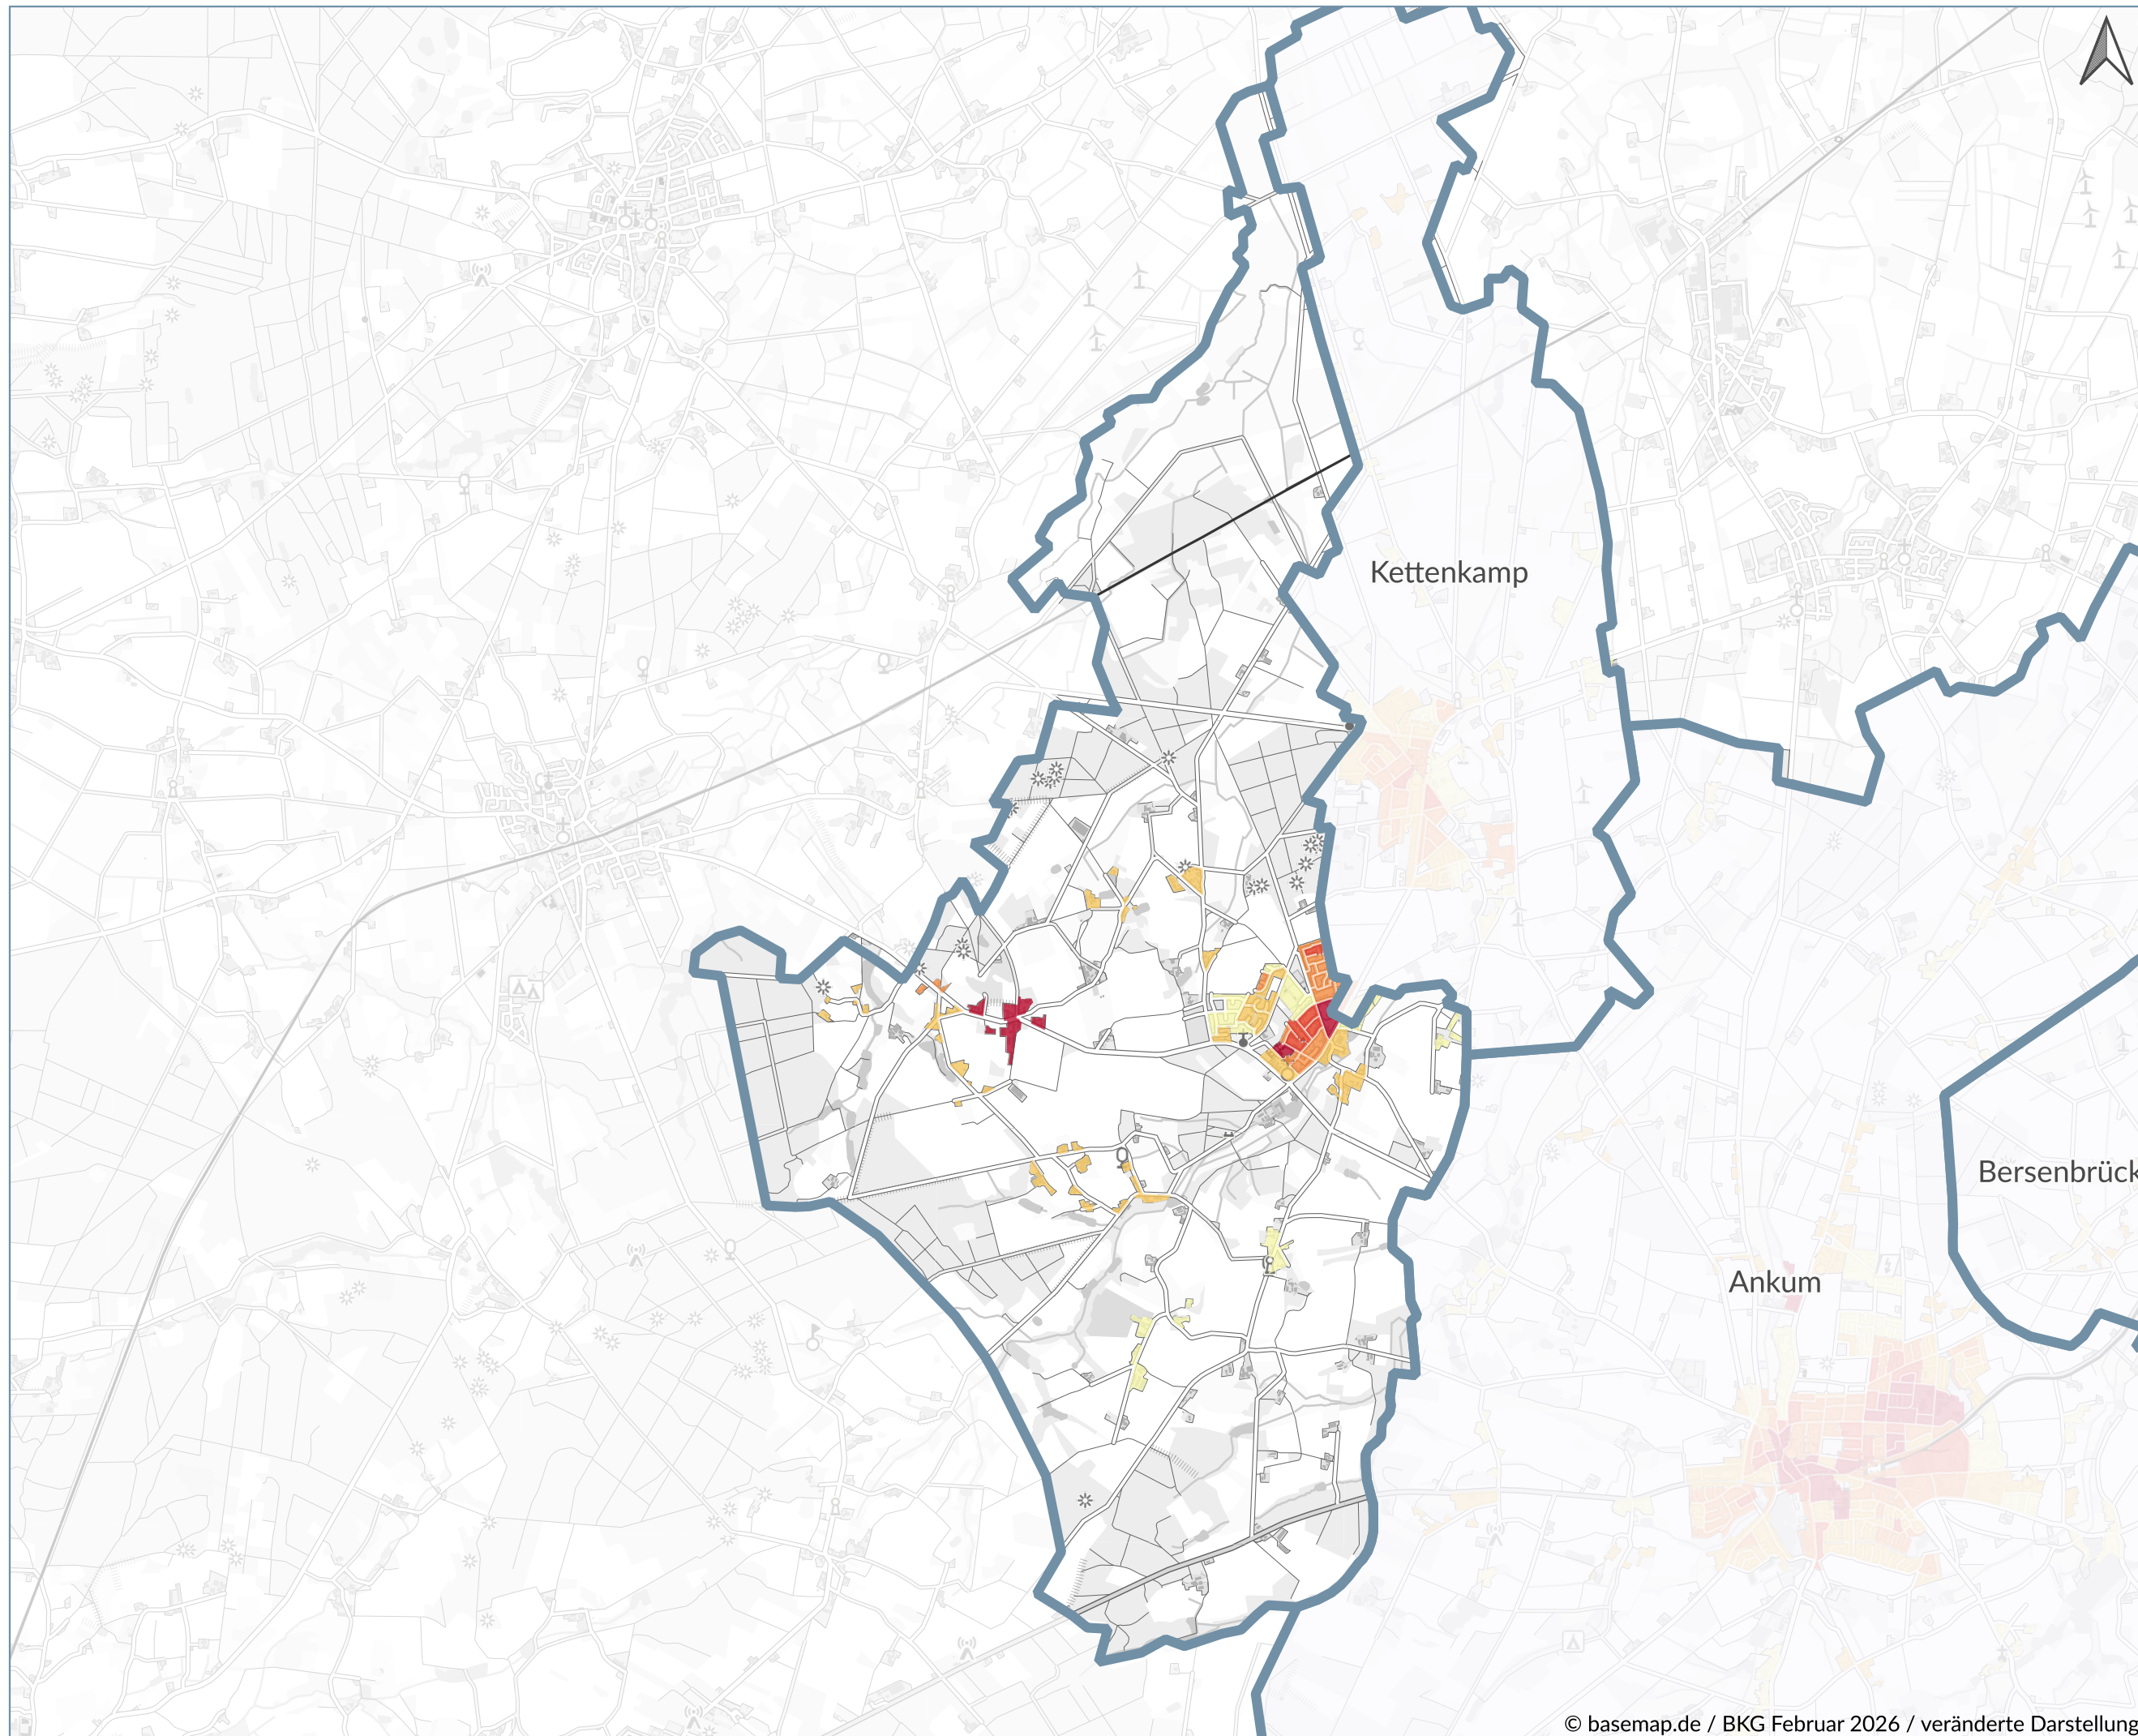 Kettenkamp
Bersenbrück
Ankum
© basemap.de / BKG Februar 2026 / veränderte Darstellung